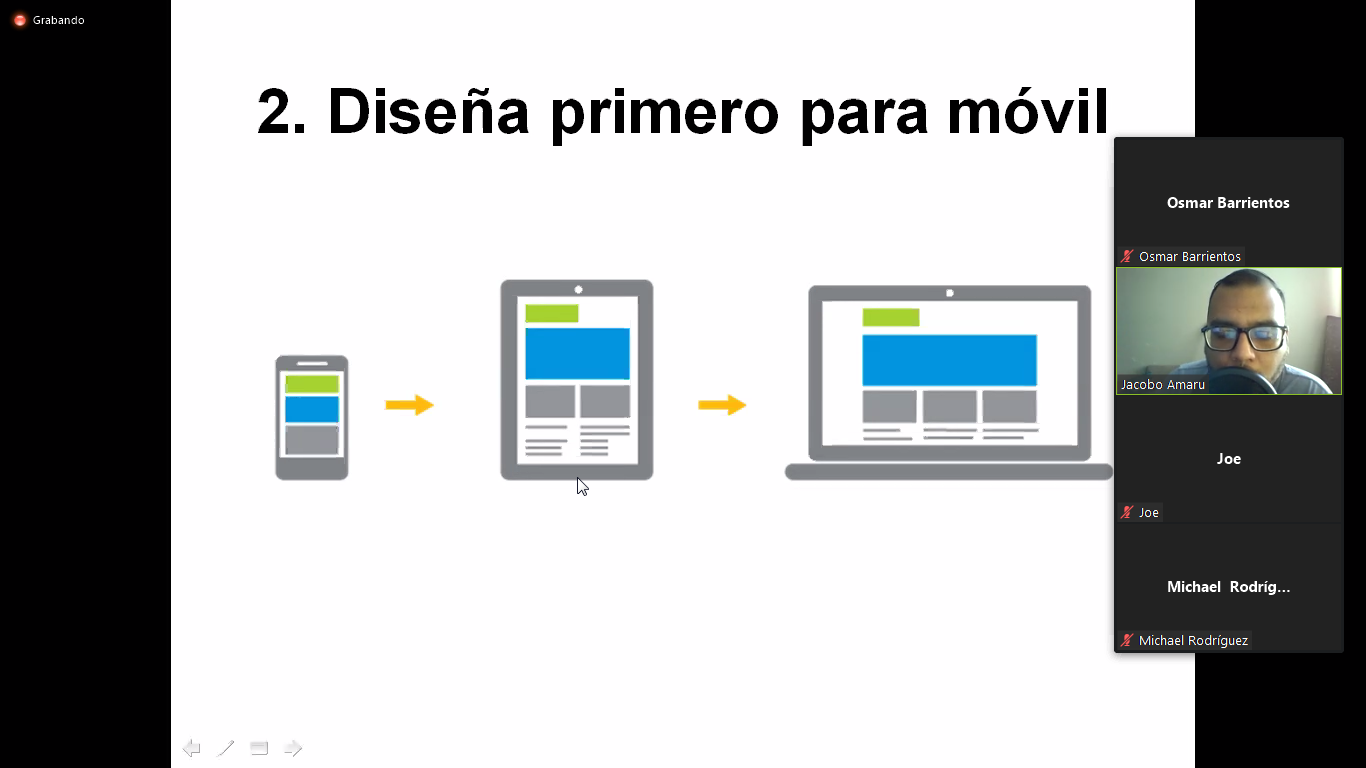 Grabando
2. Diseña primero para móvil
Osmar Barrientos
Osmar Barrientos
Jacobo Amaru
Joe
Joe
Michael Rodríg...
Michael Rodríguez